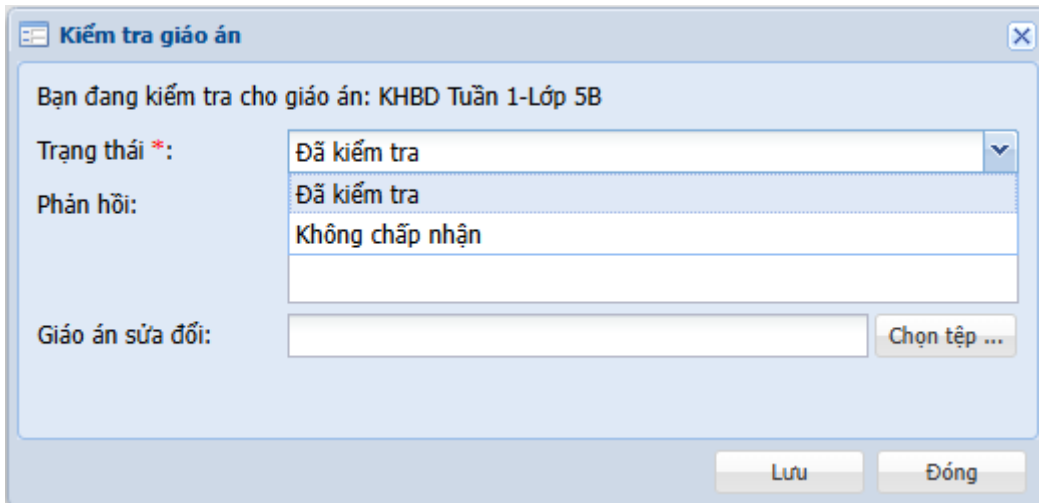 Kiểm tra giáo án
Bạn đang kiểm tra cho giáo án: KHBD Tuần 1-Lớp 5B
Trạng thái *: Đã kiểm tra
Đã kiểm tra
Phản hồi:
Không chấp nhận
Giáo án sửa đổi: Chọn tệp ...
Lưu Đóng